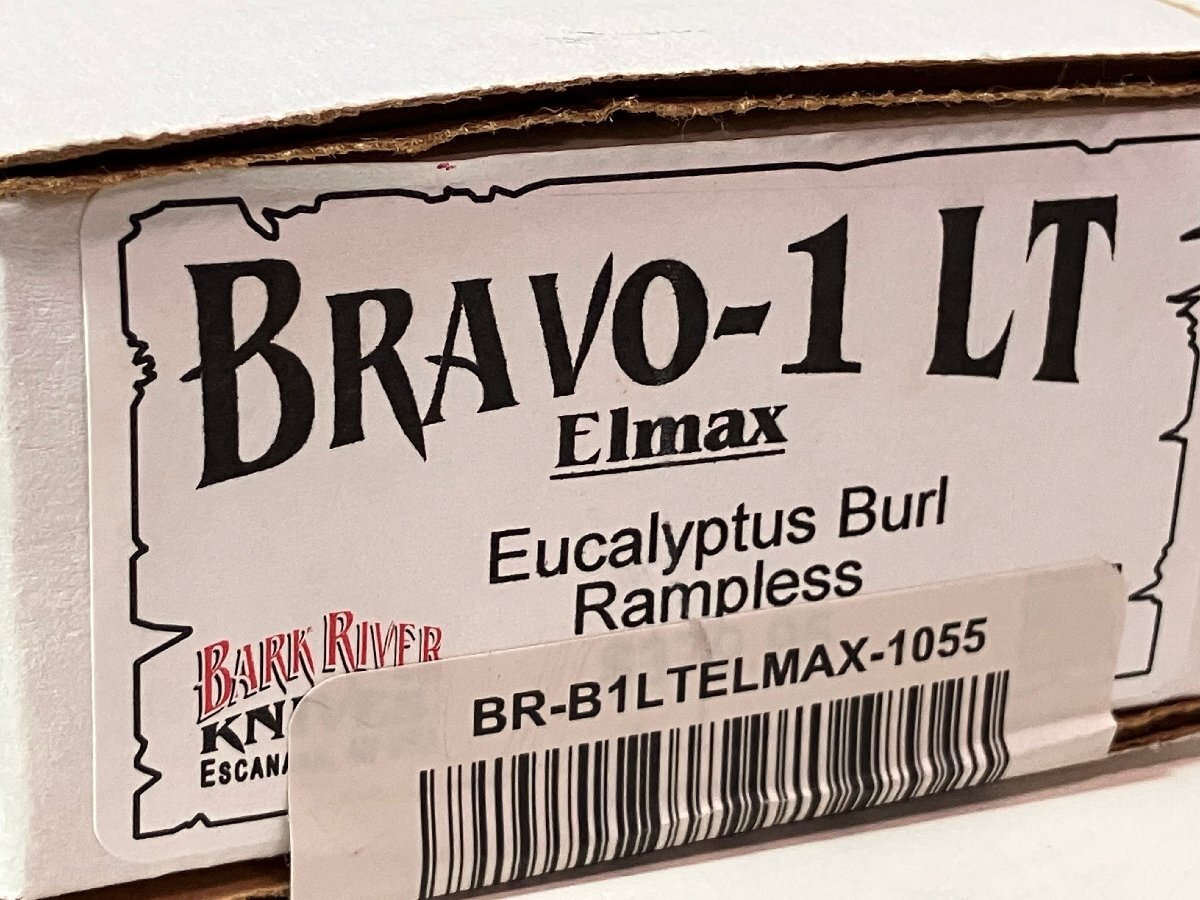 BRAVO-1 LT
Elmax
Eucalyptus Burl
Rampless
BARK RIVER
BR-B1LTELMAX-1055